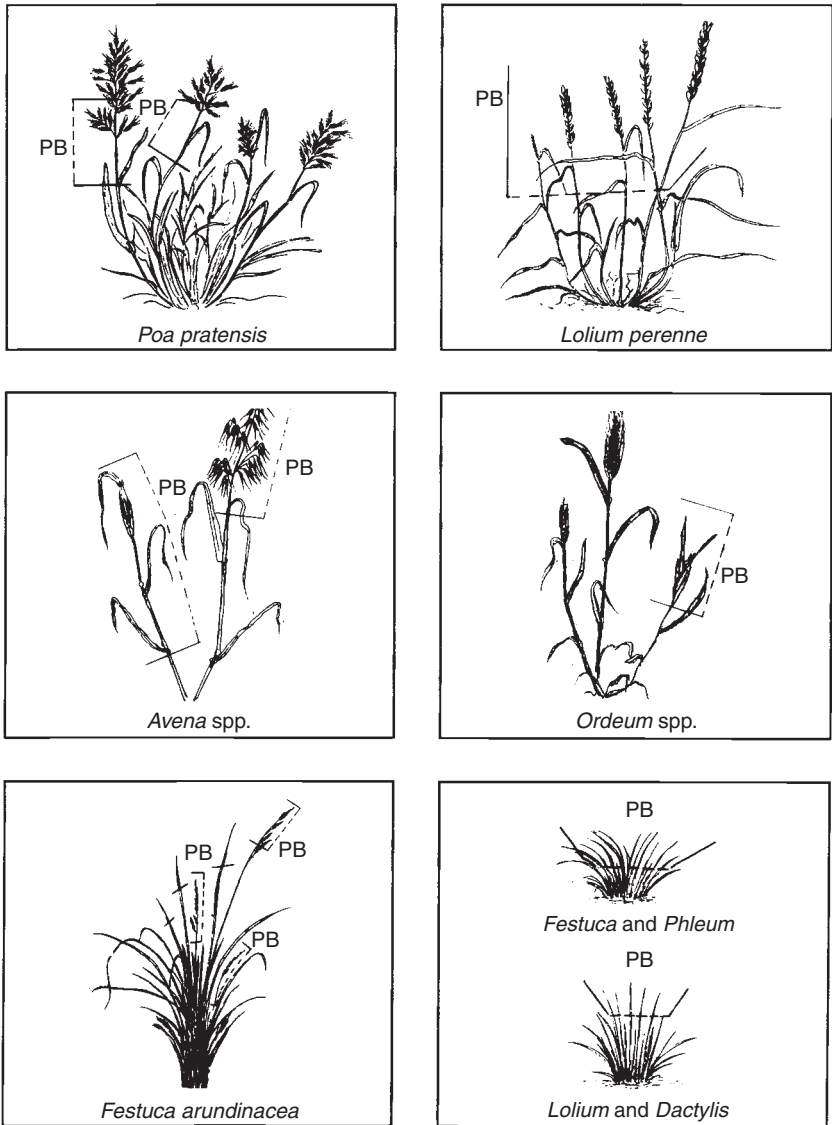 PB
PB
Poa pratensis
PB
Lolium perenne
PB
PB
Avena spp.
PB
Ordeum spp.
PB
PB
PB
Festuca arundinacea
PB
Festuca and Phleum
PB
Lolium and Dactylis